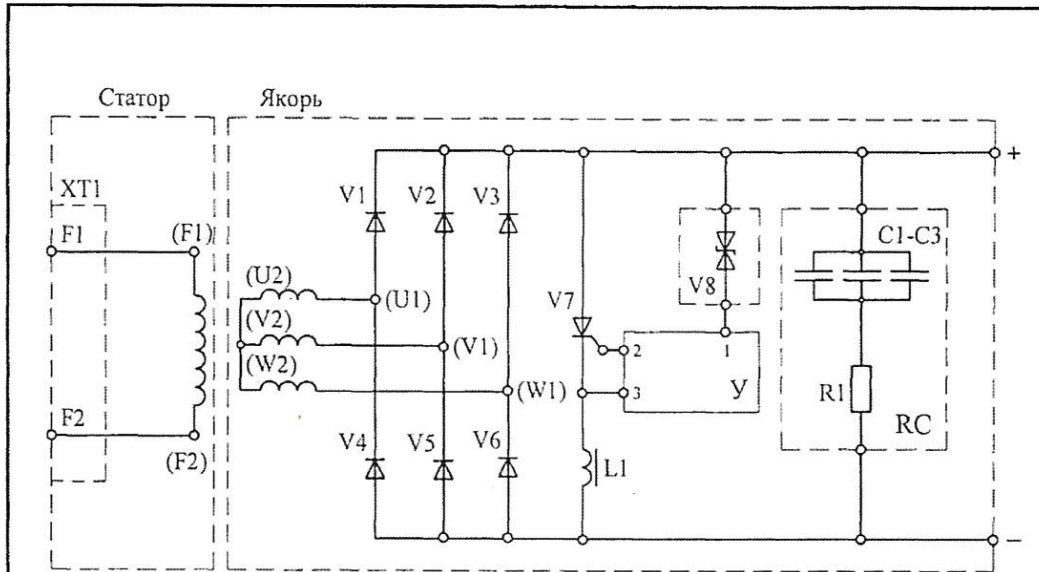 Статор
Якорь
+
XT1
V1
V2
V3
F1
(F1)
C1-C3
(U2)
V8
V7
(U1)
(V2)
(V1)
1
2
(W2)
(W1)
3
У
R1
F2
(F2)
V4
V5
V6
RC
L1
–